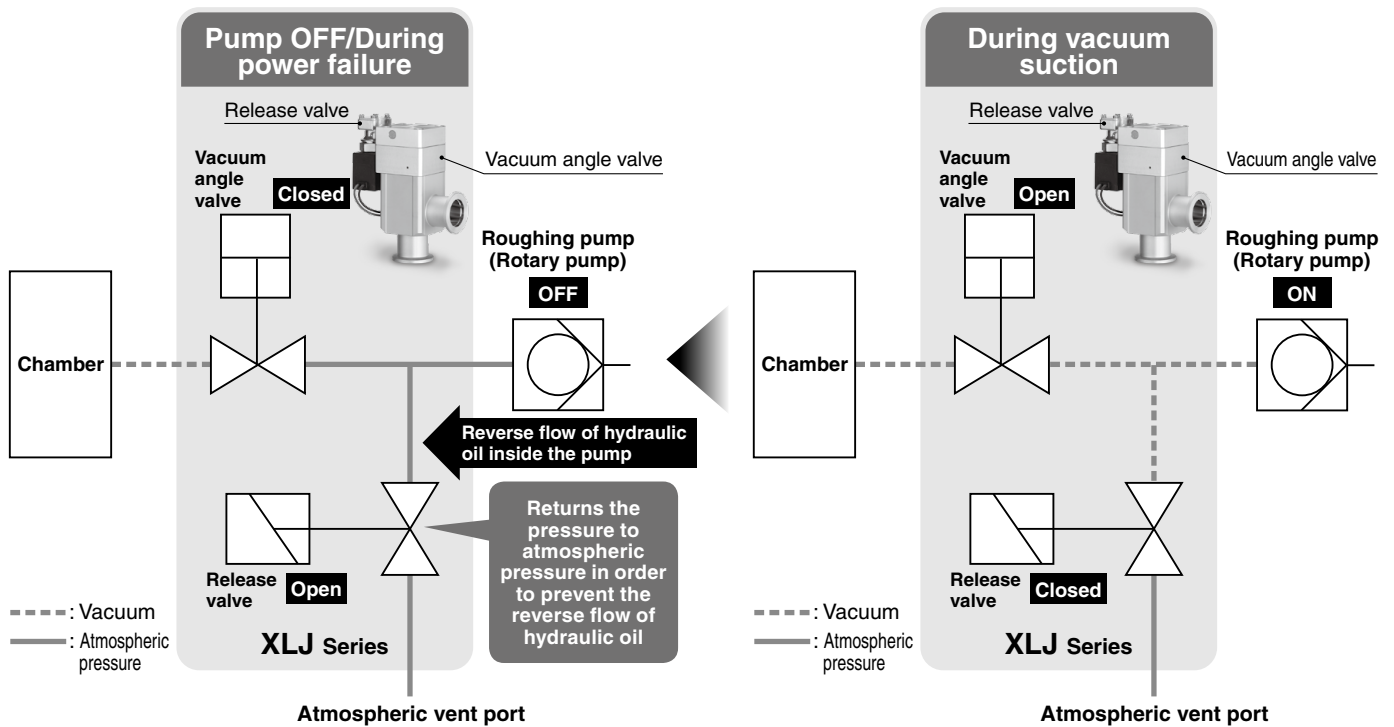 Pump OFF/During
power failure
Release valve
Vacuum angle valve
Vacuum
angle
valve
Closed
Roughing pump
(Rotary pump)
OFF
Chamber
Reverse flow of hydraulic
oil inside the pump
Returns the
pressure to
atmospheric
pressure in order
to prevent the
reverse flow of
hydraulic oil
Release
valve
Open
: Vacuum
: Atmospheric
pressure
XLJ Series
Atmospheric vent port
During vacuum
suction
Release valve
Vacuum angle valve
Vacuum
angle
valve
Open
Roughing pump
(Rotary pump)
ON
Chamber
Release
valve
Closed
: Vacuum
: Atmospheric
pressure
XLJ Series
Atmospheric vent port